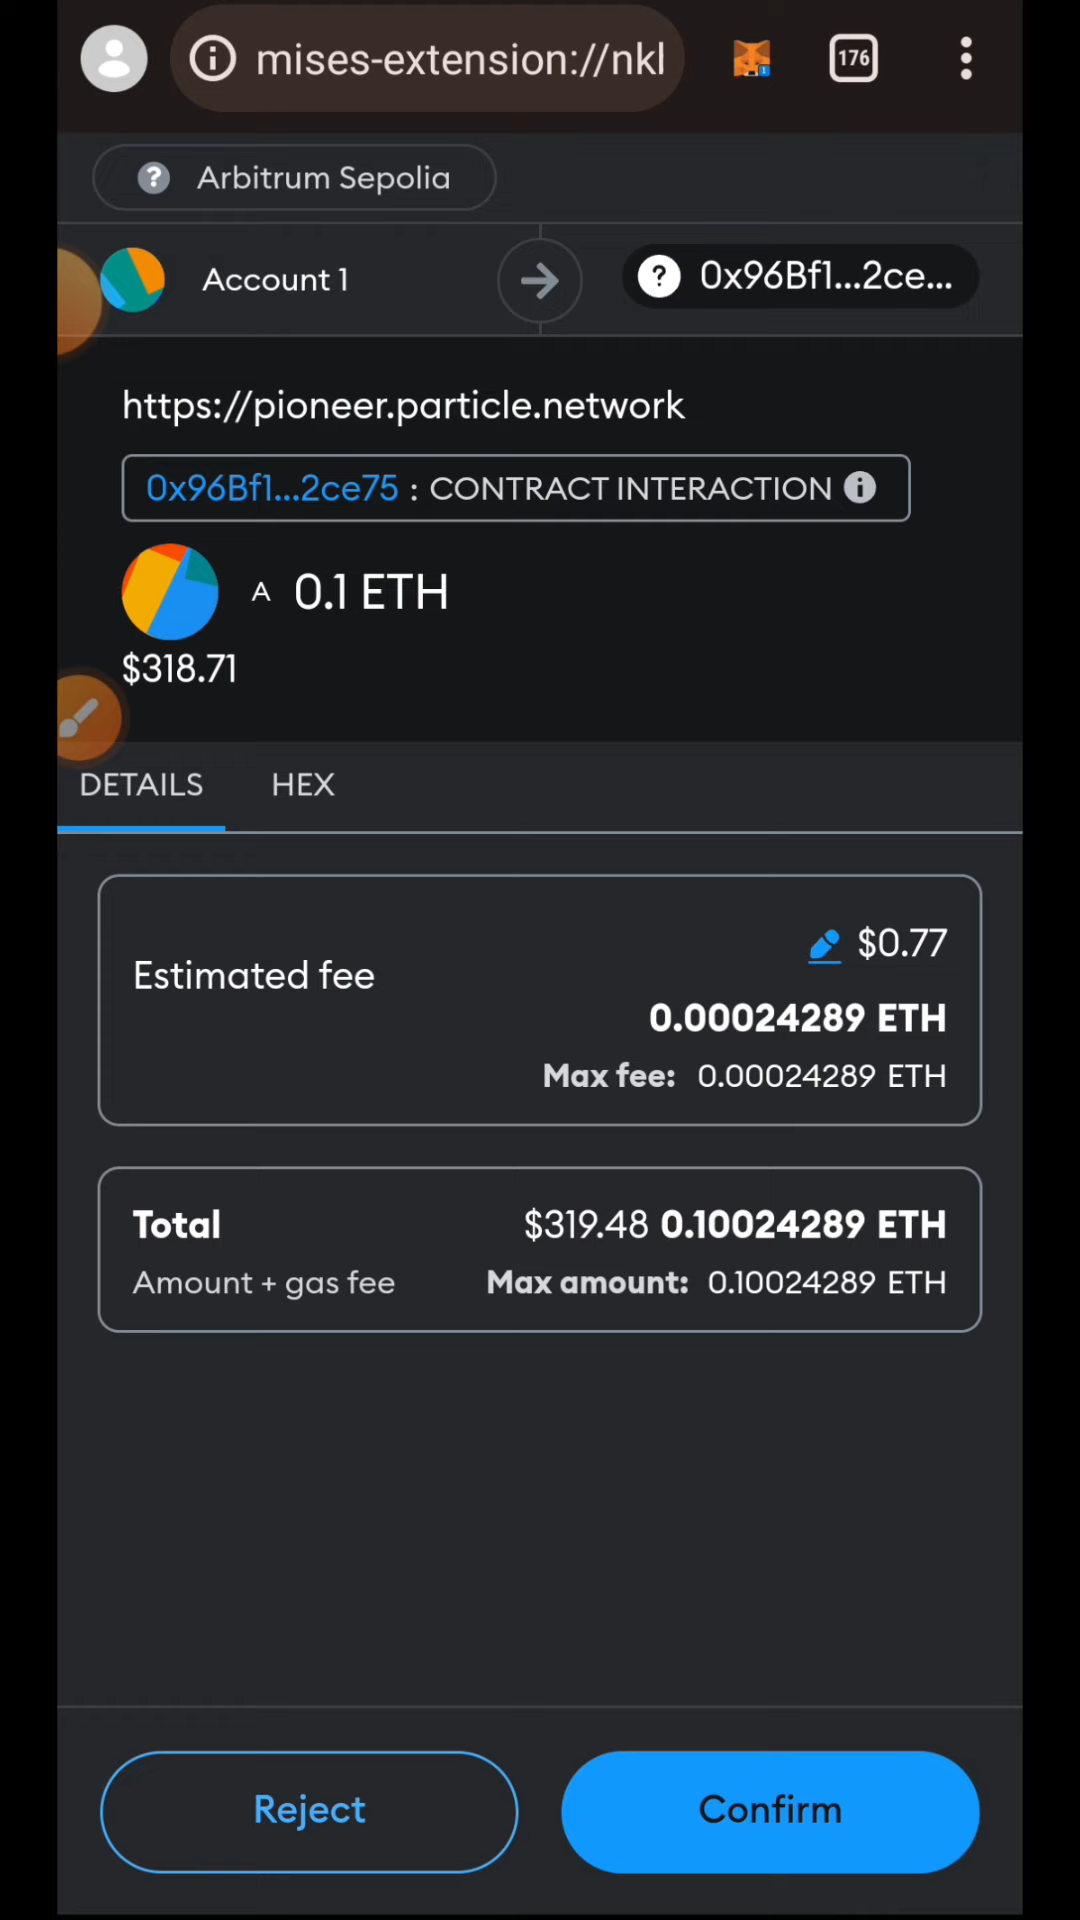 mises-extension://nkl
176
Arbitrum Sepolia
Account 1
0x96Bf1...2ce...
https://pioneer.particle.network
0x96Bf1...2ce75 : CONTRACT INTERACTION
A 0.1 ETH
$318.71
DETAILS HEX
$0.77
Estimated fee
0.00024289 ETH
Max fee: 0.00024289 ETH
Total $319.48 0.10024289 ETH
Amount + gas fee Max amount: 0.10024289 ETH
Reject Confirm